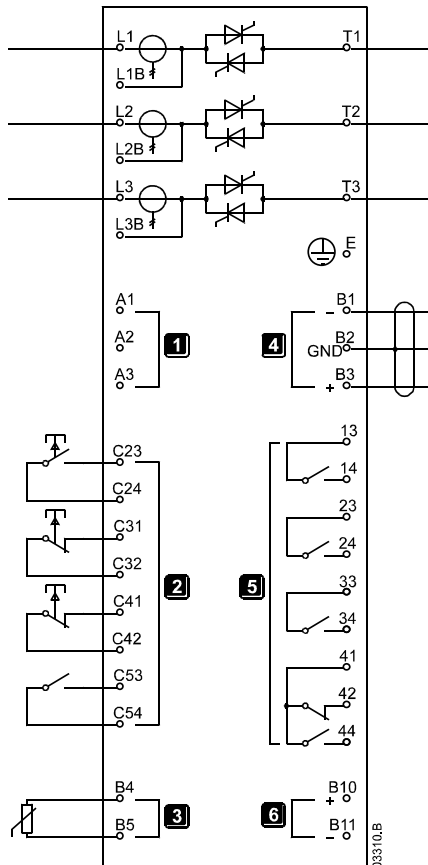 L1 T1
L1B
L2 T2
L2B
L3 T3
L3B
E
A1 B1
-
A2 1 4 GND B2
A3 + B3
C23 13
C24 14
C31 23
C32 24
2 5
C41 33
C42 34
C53 41
C54 42
44
B4 + B10
3 6
B5 - B11
03310.B